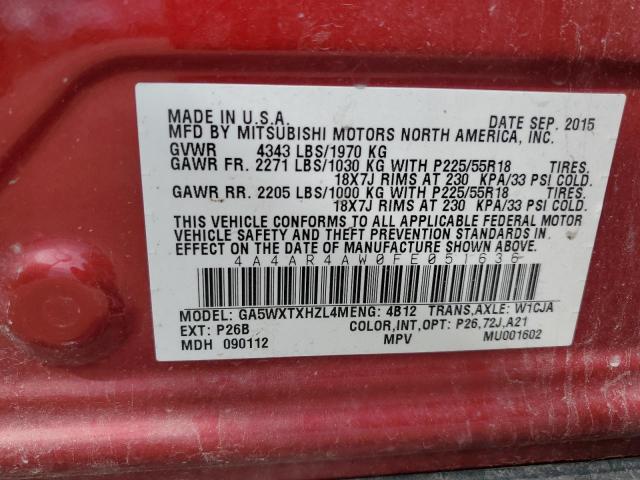 MADE IN U.S.A. DATE SEP. 2015
MFD BY MITSUBISHI MOTORS NORTH AMERICA, INC.
GVWR 4343 LBS/1970 KG
GAWR FR. 2271 LBS/1030 KG WITH P225/55R18 TIRES.
18X7J RIMS AT 230 KPA/33 PSI COLD.
GAWR RR. 2205 LBS/1000 KG WITH P225/55R18 TIRES.
18X7J RIMS AT 230 KPA/33 PSI COLD.
THIS VEHICLE CONFORMS TO ALL APPLICABLE FEDERAL MOTOR
VEHICLE SAFETY AND THEFT PREVENTION STANDARDS IN
EFFECT ON THE DATE OF MANUFACTURE SHOWN ABOVE.
4A4AR4AW0FE051636
MODEL: GA5WXTXHZL4MENG: 4B12 TRANS,AXLE: W1CJA
EXT: P26B COLOR,INT,OPT: P26,72J,A21
MDH 090112 MPV MU001602